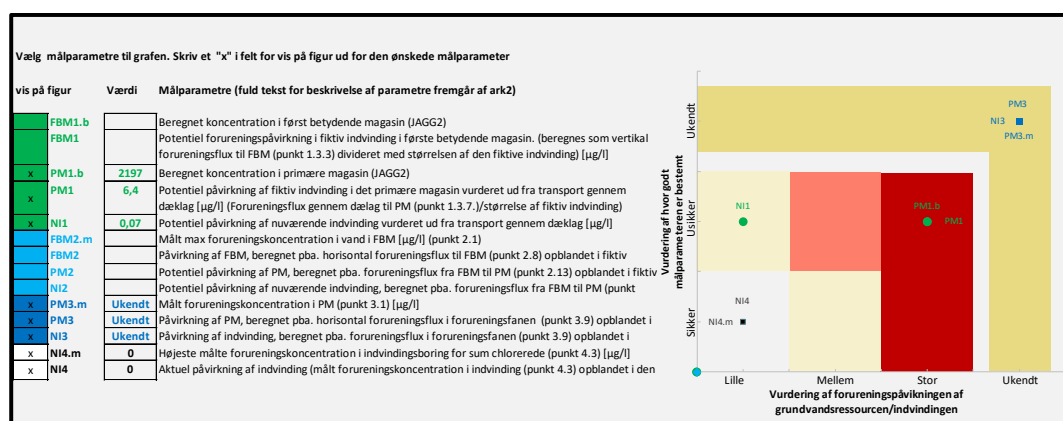 Vælg målparametre til grafen. Skriv et "x" i felt for vis på figur ud for den ønskede målparameter
vis på figur Værdi Målparametre (fuld tekst for beskrivelse af parametre fremgår af ark2)
FBM1.b Beregnet koncentration i først betydende magasin (JAGG2)
FBM1 Potentiel forureningspåvirkning i fiktiv indvinding i første betydende magasin. (beregnes som vertikal
forureningsflux til FBM (punkt 1.3.3) divideret med størrelsen af den fiktive indvinding) [µg/l]
x PM1.b 2197 Beregnet koncentration i primære magasin (JAGG2)
x PM1 6,4 Potentiel påvirkning af fiktiv indvinding i det primære magasin vurderet ud fra transport gennem
dæklag [µg/l] (Forureningsflux gennem dælag til PM (punkt 1.3.7.)/størrelse af fiktiv indvinding)
x NI1 0,07 Potentiel påvirkning af nuværende indvinding vurderet ud fra transport gennem dæklag [µg/l]
FBM2.m Målt max forureningskoncentration i vand i FBM [µg/l] (punkt 2.1)
FBM2 Påvirkning af FBM, beregnet pba. horisontal forureningsflux til FBM (punkt 2.8) opblandet i fiktiv
PM2 Potentiel påvirkning af PM, beregnet pba. forureningsflux fra FBM til PM (punkt 2.13) opblandet i fiktiv
NI2 Potentiel påvirkning af nuværende indvinding, beregnet pba. forureningsflux fra FBM til PM (punkt
x PM3.m Ukendt Målt forureningskoncentration i PM (punkt 3.1) [µg/l]
x PM3 Ukendt Påvirkning af PM, beregnet pba. horisontal forureningsflux i forureningsfanen (punkt 3.9) opblandet i
x NI3 Ukendt Påvirkning af indvinding, beregnet pba. forureningsflux i forureningsfanen (punkt 3.9) opblandet i
x NI4.m 0 Højeste målte forureningskoncentration i indvindingsboring for sum chlorerede (punkt 4.3) [µg/l]
x NI4 0 Aktuel påvirkning af indvinding (målt forureningskoncentration i indvinding (punkt 4.3) opblandet i den
Vurdering af hvor godt
målparameteren er bestemt
Ukendt
Usikker
Sikker
PM3
NI3
PM3.m
NI1
PM1.b
PM1
NI4
NI4.m
Lille Mellem Stor Ukendt
Vurdering af forureningspåvikningen af
grundvandsressourcen/indvindingen